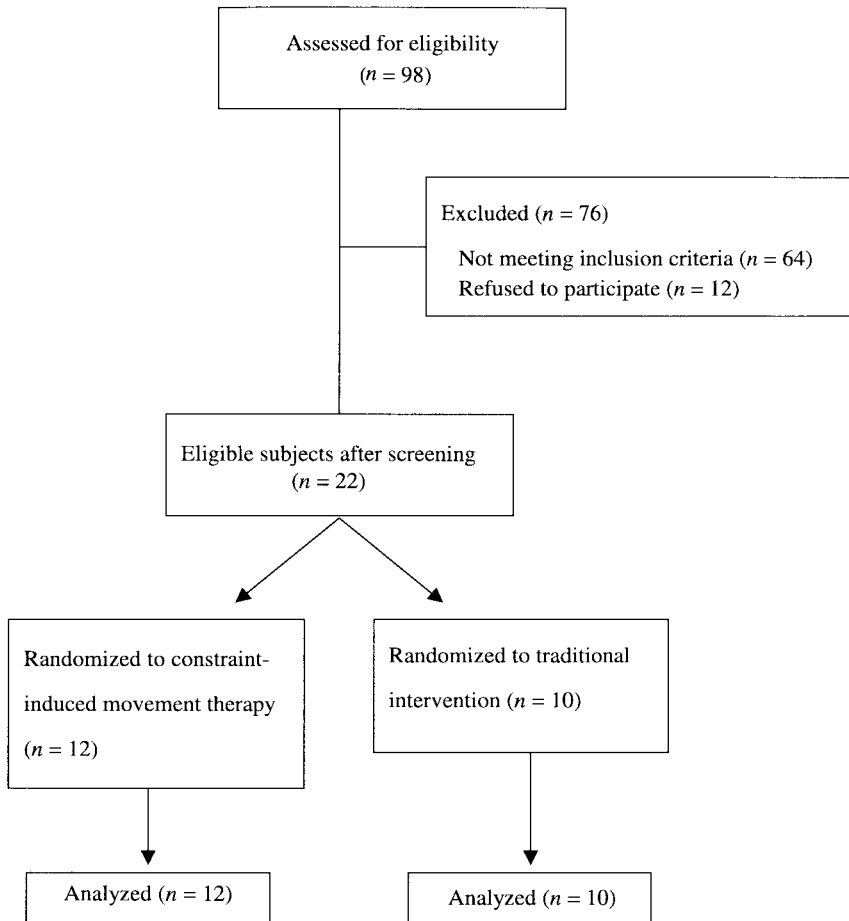 Assessed for eligibility
(n = 98)
Excluded (n = 76)
Not meeting inclusion criteria (n = 64)
Refused to participate (n = 12)
Eligible subjects after screening
(n = 22)
Randomized to constraint-
induced movement therapy
(n = 12)
Randomized to traditional
intervention (n = 10)
Analyzed (n = 12)
Analyzed (n = 10)